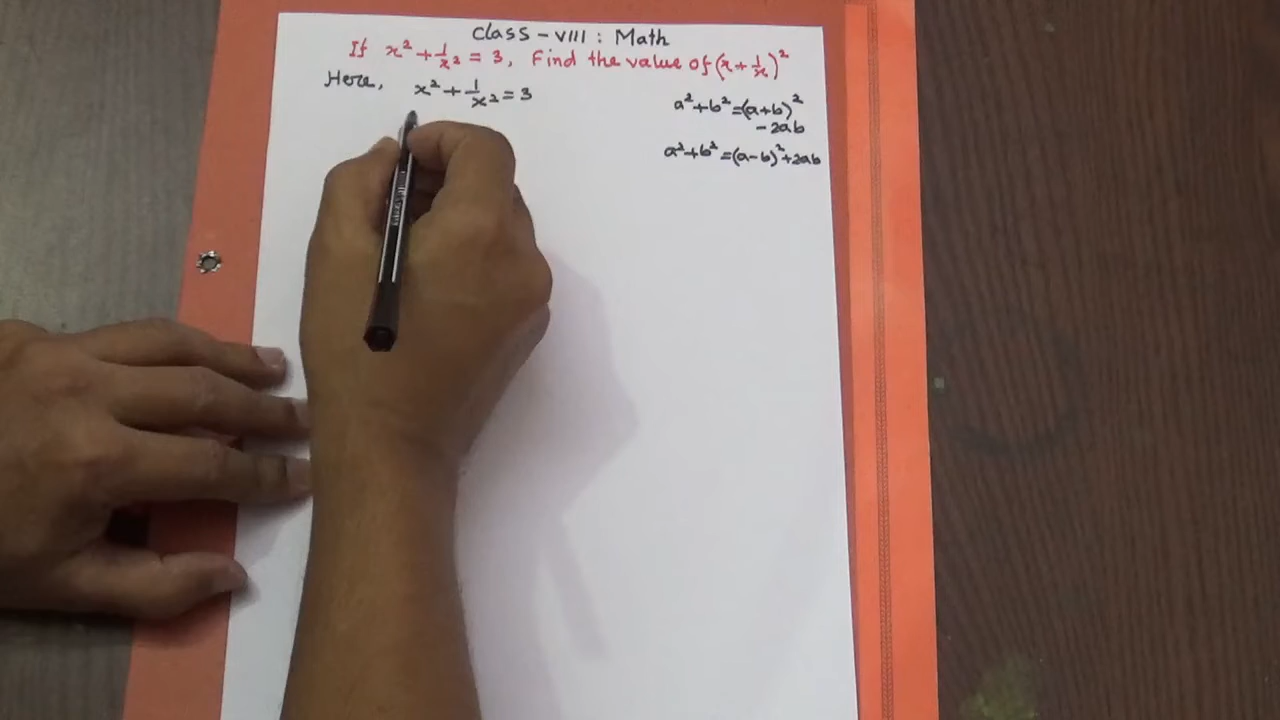 Class - VIII : Math
If x² + 1/x² = 3, Find the value of (x + 1/x)²
Here, x² + 1/x² = 3
a² + b² = (a+b)²
- 2ab
a² + b² = (a-b)² + 2ab